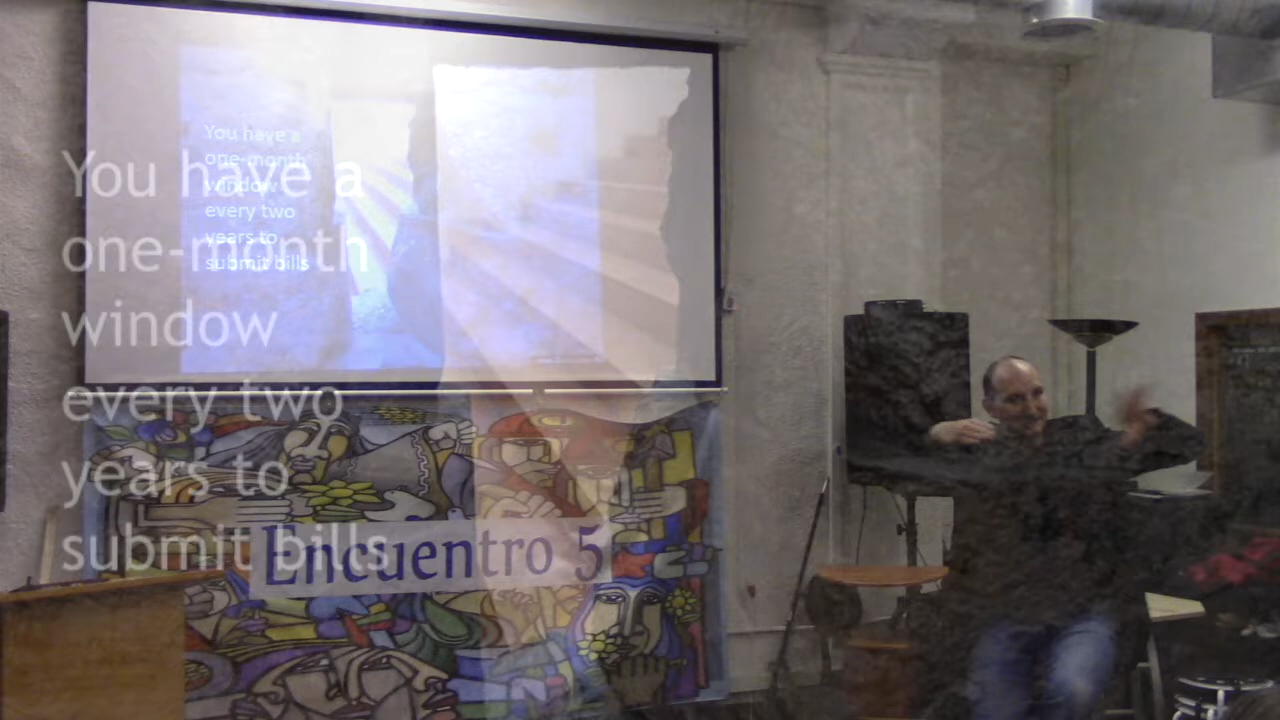 You have a
one-month
window
every two
years to
submit bills
You have a
one-month
window
every two
years to
submit bills
Encuentro 5